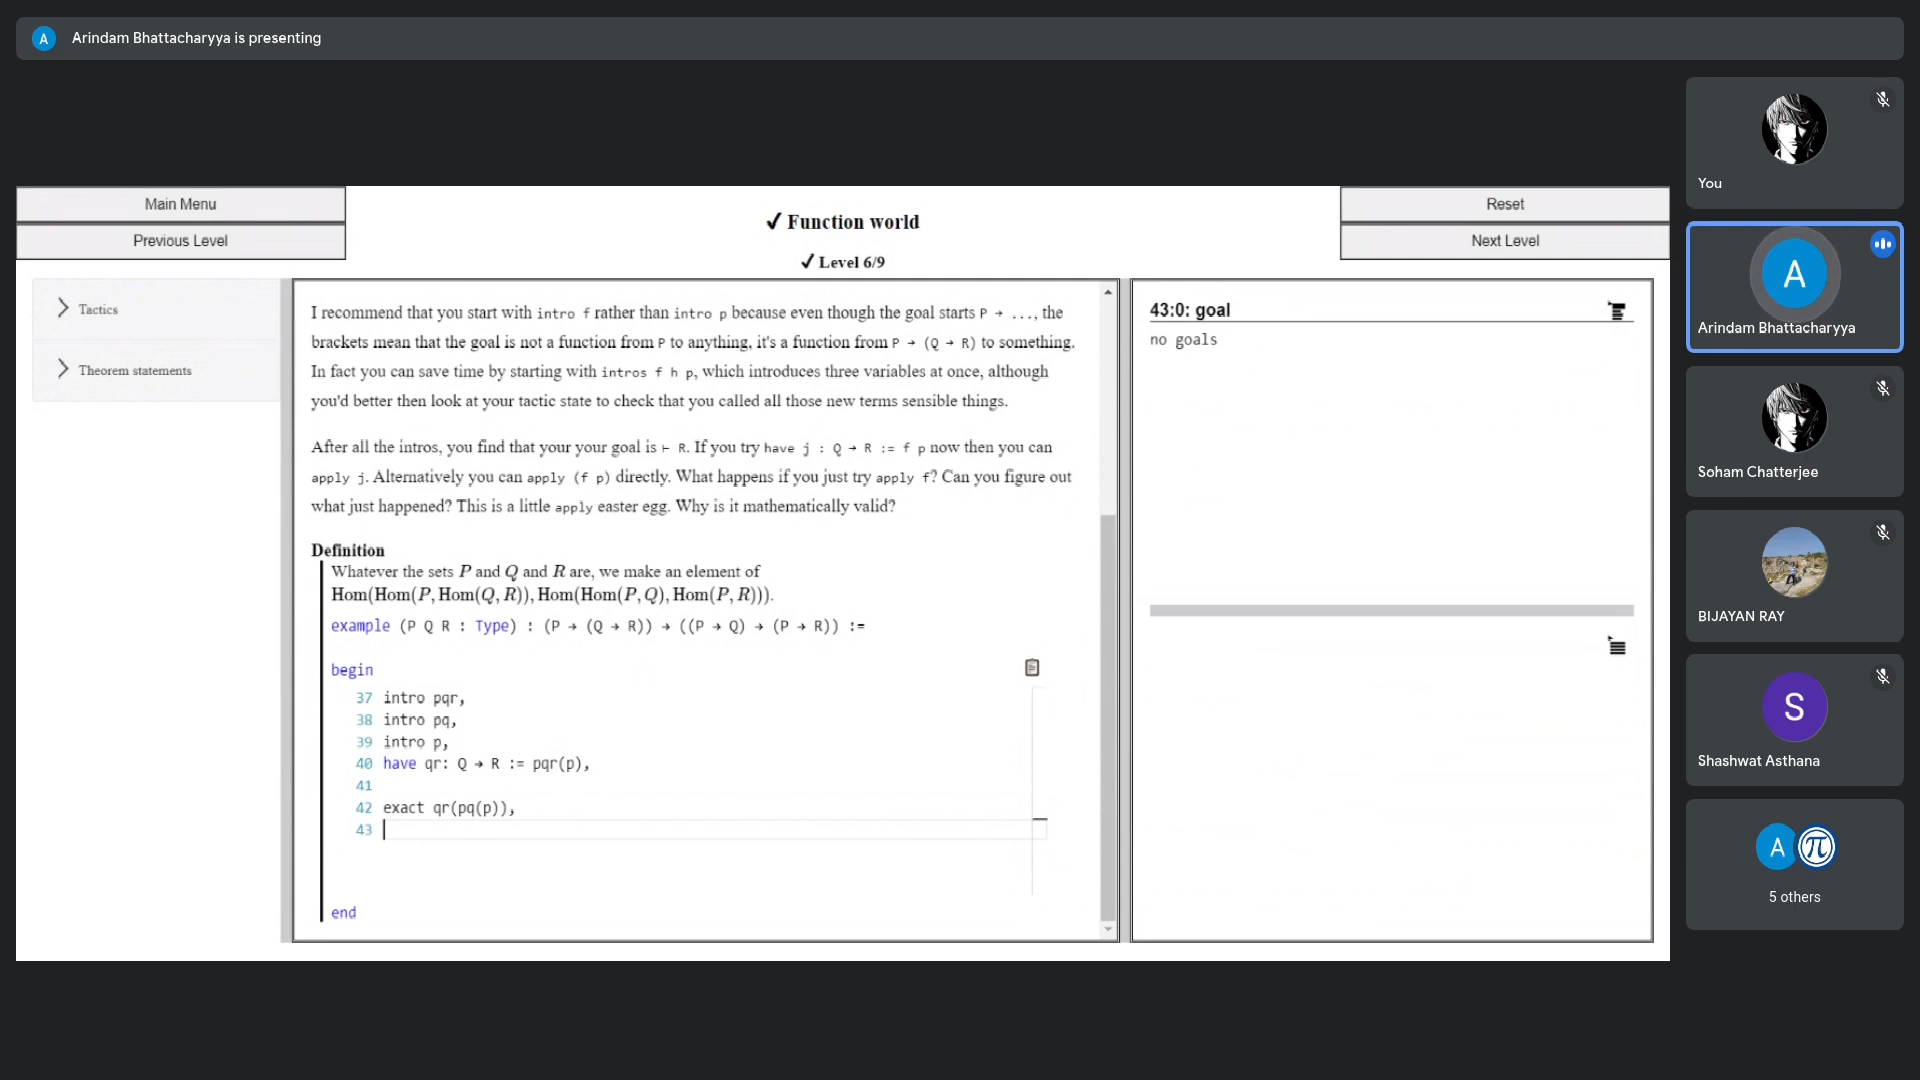 A Arindam Bhattacharyya is presenting
Main Menu
Previous Level
✓ Function world
✓ Level 6/9
Reset
Next Level
Tactics
Theorem statements
I recommend that you start with intro f rather than intro p because even though the goal starts P → ..., the
brackets mean that the goal is not a function from P to anything, it's a function from P → (Q → R) to something.
In fact you can save time by starting with intros f h p, which introduces three variables at once, although
you'd better then look at your tactic state to check that you called all those new terms sensible things.
After all the intros, you find that your your goal is ⊢ R. If you try have j : Q → R := f p now then you can
apply j. Alternatively you can apply (f p) directly. What happens if you just try apply f? Can you figure out
what just happened? This is a little apply easter egg. Why is it mathematically valid?
Definition
Whatever the sets P and Q and R are, we make an element of
Hom(Hom(P, Hom(Q, R)), Hom(Hom(P, Q), Hom(P, R))).
example (P Q R : Type) : (P → (Q → R)) → ((P → Q) → (P → R)) :=
begin
37 intro pqr,
38 intro pq,
39 intro p,
40 have qr: Q → R := pqr(p),
41
42 exact qr(pq(p)),
43
end
43:0: goal
no goals
You
A
Arindam Bhattacharyya
Soham Chatterjee
BIJAYAN RAY
S
Shashwat Asthana
A π
5 others